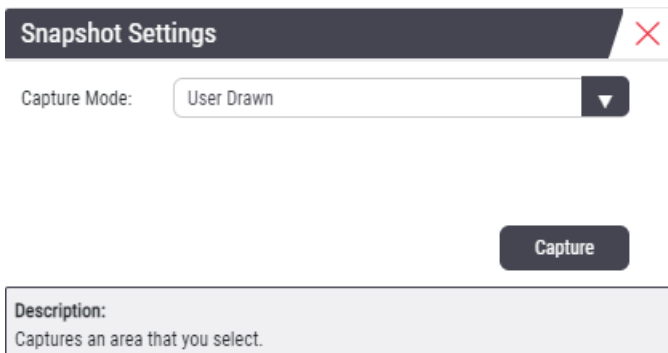 Snapshot Settings
Capture Mode: User Drawn
Capture
Description:
Captures an area that you select.